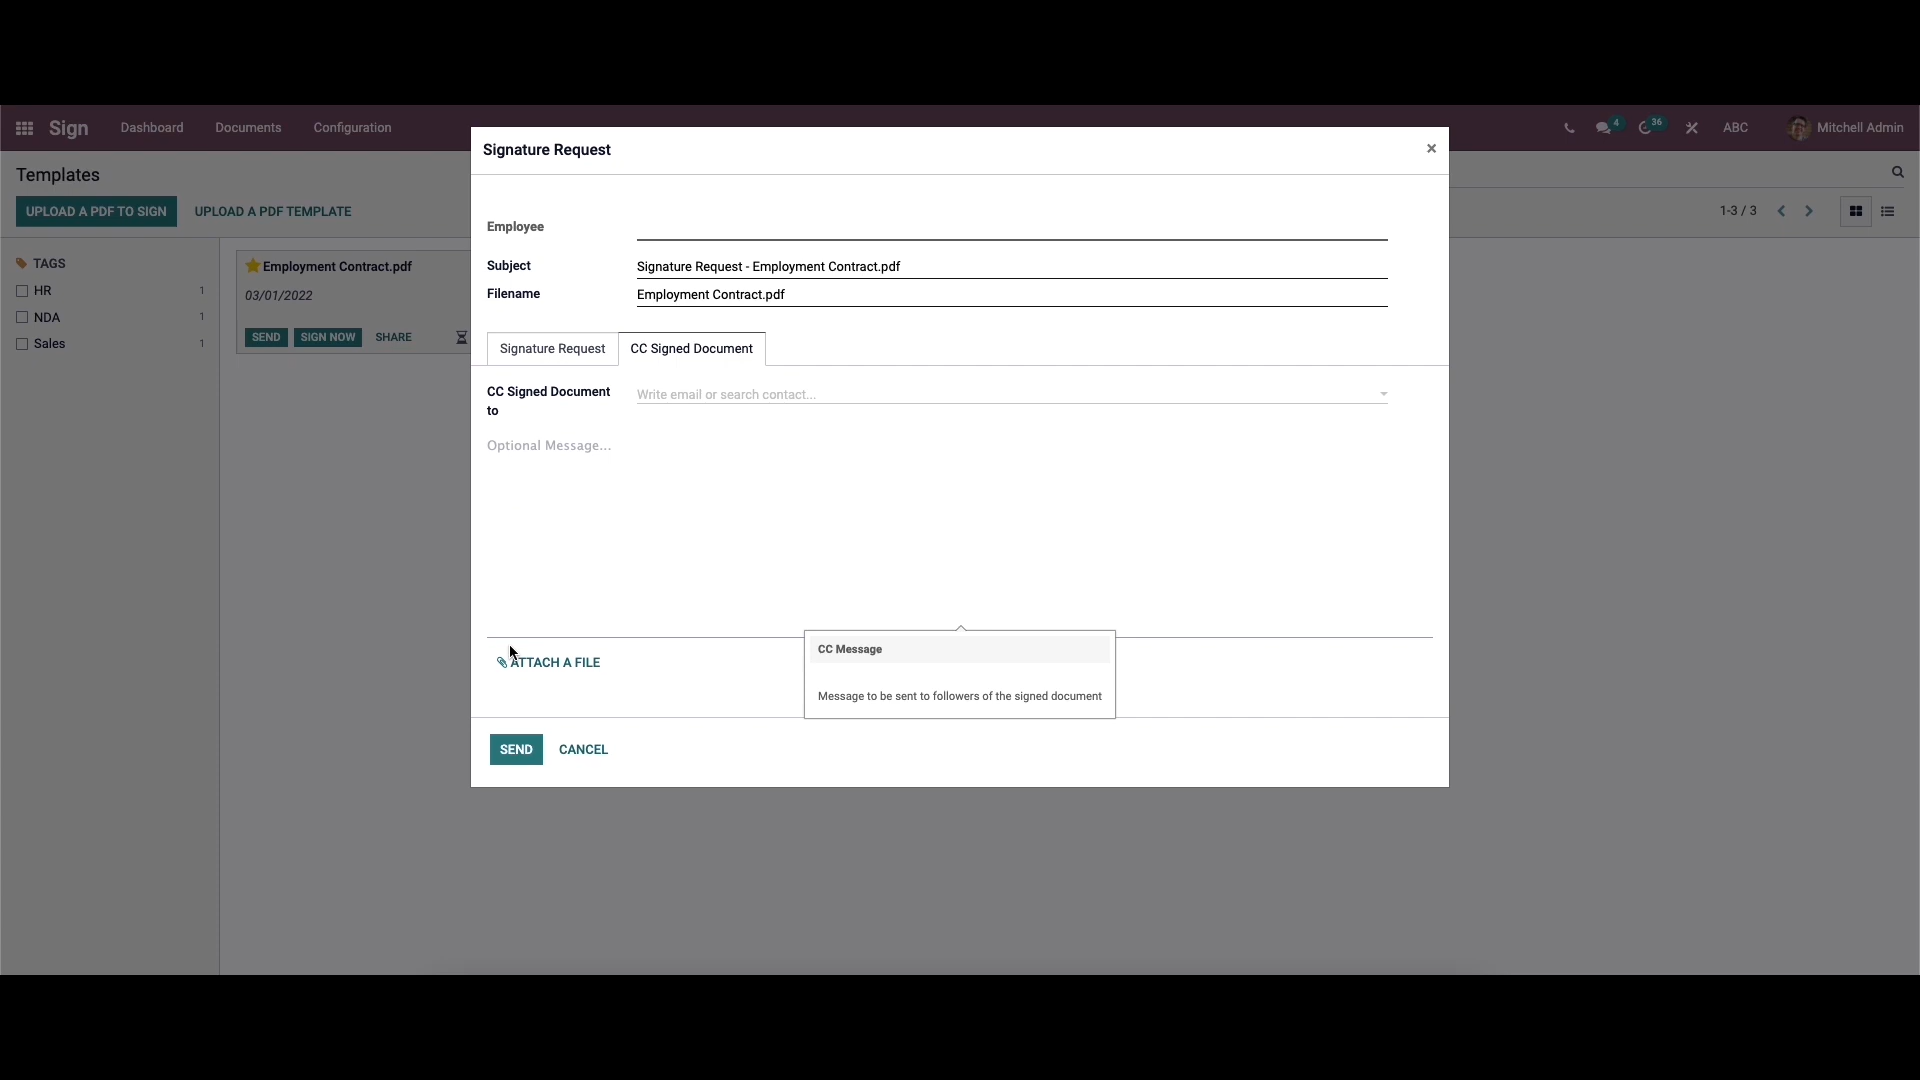 Sign Dashboard Documents Configuration 4 36 ABC Mitchell Admin
Templates
UPLOAD A PDF TO SIGN UPLOAD A PDF TEMPLATE
1-3 / 3
TAGS
HR 1
NDA 1
Sales 1
Employment Contract.pdf
03/01/2022
SEND SIGN NOW SHARE
Signature Request ×
Employee
Subject Signature Request - Employment Contract.pdf
Filename Employment Contract.pdf
Signature Request CC Signed Document
CC Signed Document
to
Write email or search contact...
Optional Message...
ATTACH A FILE
CC Message
Message to be sent to followers of the signed document
SEND CANCEL